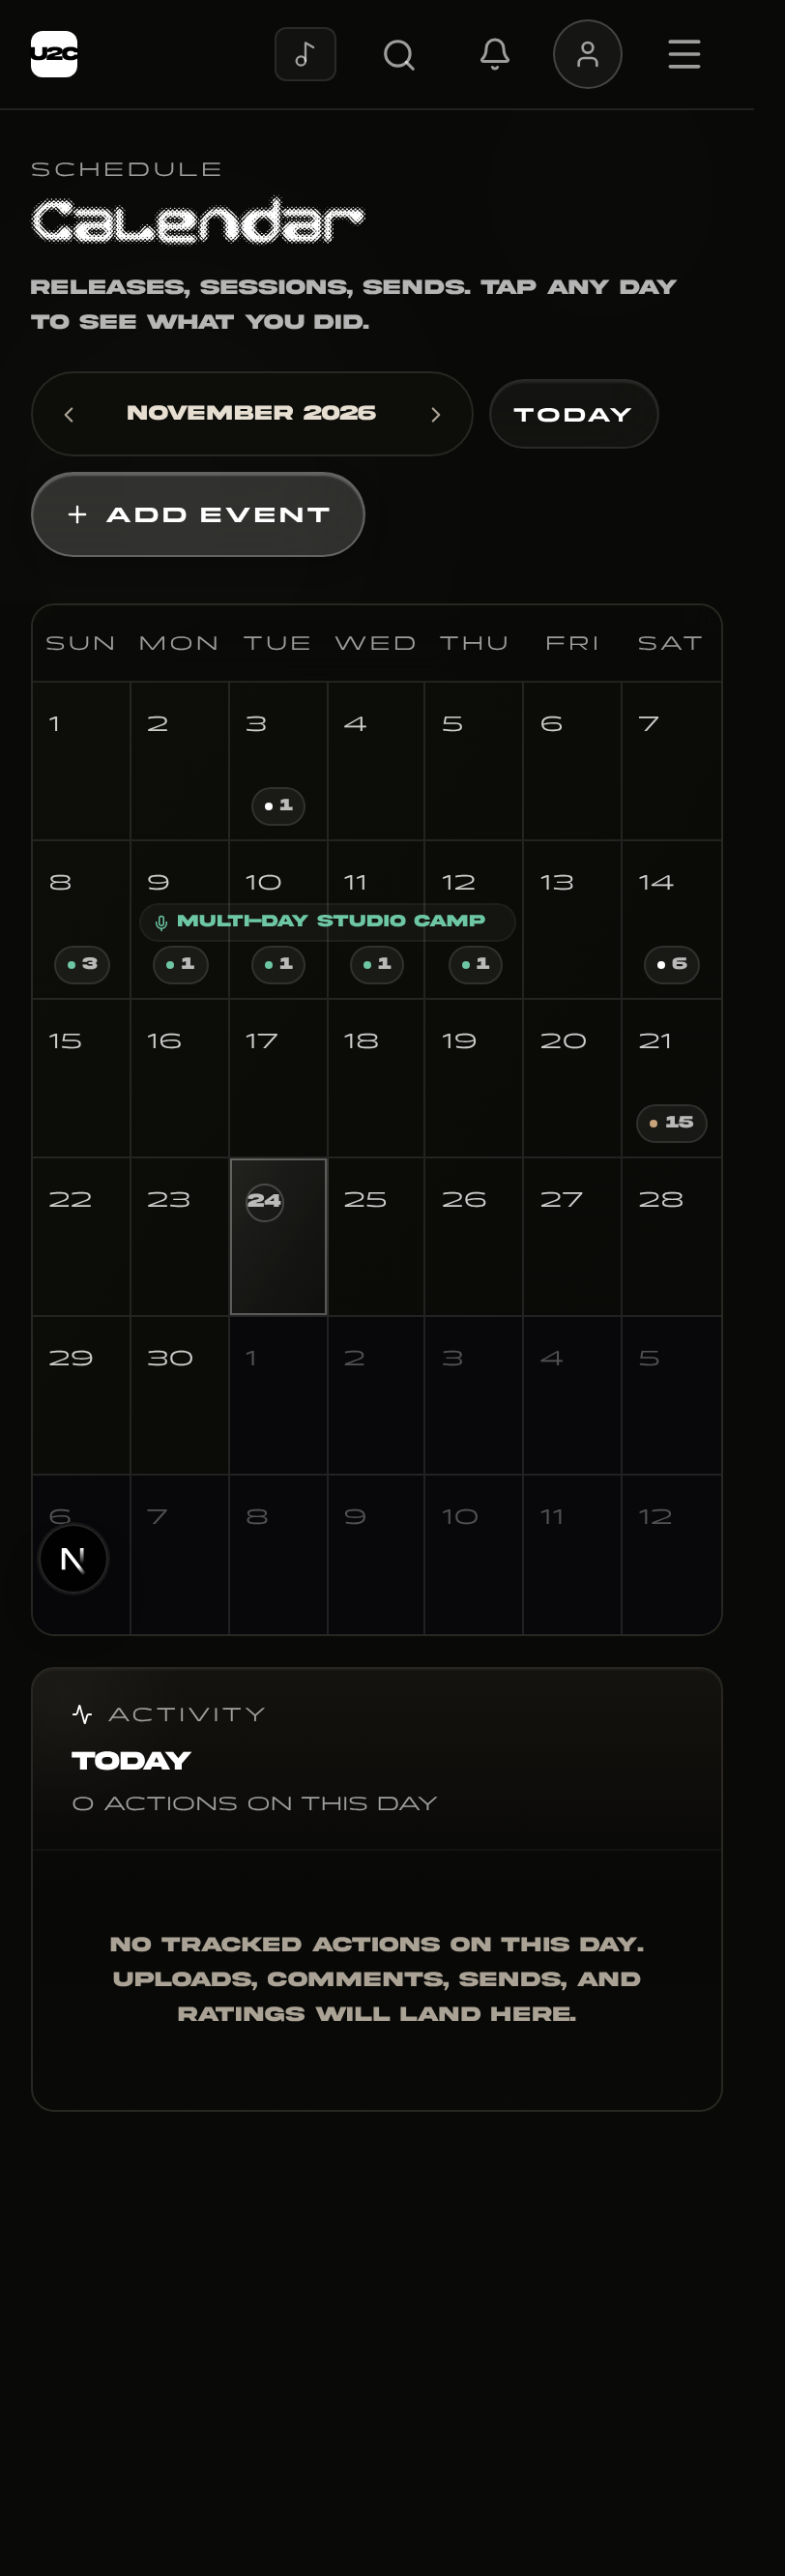 U2C
SCHEDULE
Calendar
RELEASES, SESSIONS, SENDS. TAP ANY DAY
TO SEE WHAT YOU DID.
NOVEMBER 2026
TODAY
ADD EVENT
SUN MON TUE WED THU FRI SAT
1 2 3 4 5 6 7
1
8 9 10 11 12 13 14
MULTI-DAY STUDIO CAMP
3 1 1 1 1 6
15 16 17 18 19 20 21
15
22 23 24 25 26 27 28
29 30 1 2 3 4 5
6 7 8 9 10 11 12
N
ACTIVITY
TODAY
0 ACTIONS ON THIS DAY
NO TRACKED ACTIONS ON THIS DAY.
UPLOADS, COMMENTS, SENDS, AND
RATINGS WILL LAND HERE.